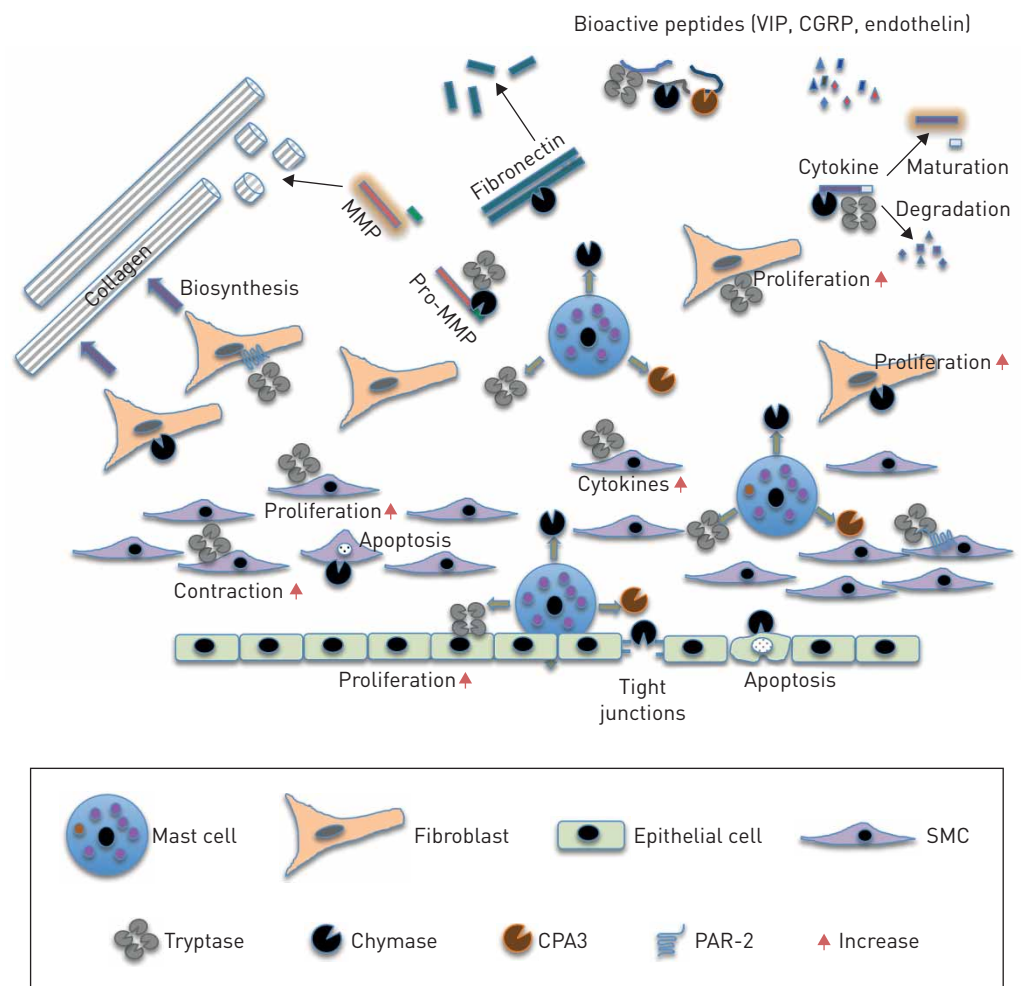 Bioactive peptides (VIP, CGRP, endothelin)
Fibronectin
Cytokine
Maturation
Degradation
MMP
Collagen
Biosynthesis
Pro-MMP
Proliferation
Proliferation
Proliferation
Cytokines
Apoptosis
Contraction
Proliferation
Tight
junctions
Apoptosis
Mast cell
Fibroblast
Epithelial cell
SMC
Tryptase
Chymase
CPA3
PAR-2
Increase